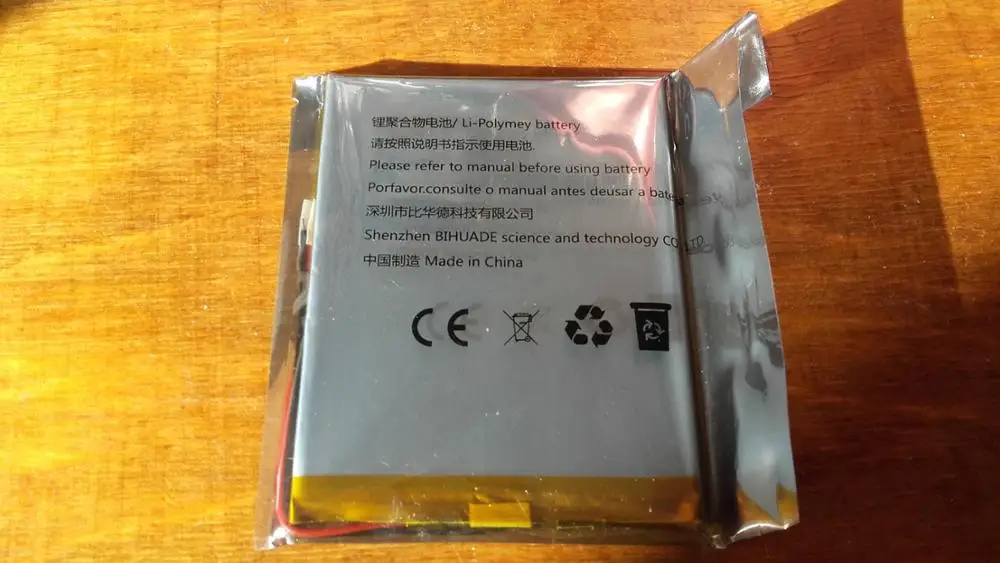 锂聚合物电池/ Li-Polymey battery
请按照说明书指示使用电池.
Please refer to manual before using battery
Porfavor.consulte o manual antes deusar a
深圳市比华德科技有限公司
Shenzhen BIHUADE science and technology CO.,LTD.
中国制造 Made in China
CE